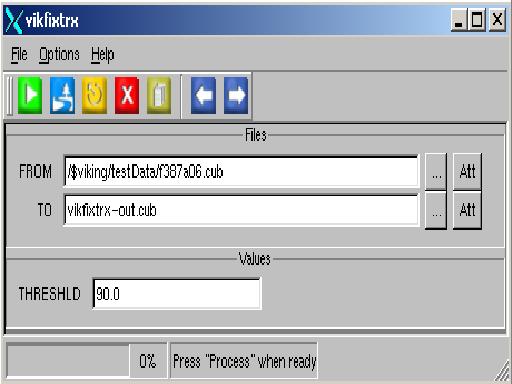 vikfixtrx
File Options Help
Files
FROM /$viking/testData/f387a06.cub ... Att
TO vikfixtrx-out.cub ... Att
Values
THRESHLD 90.0
0% Press "Process" when ready